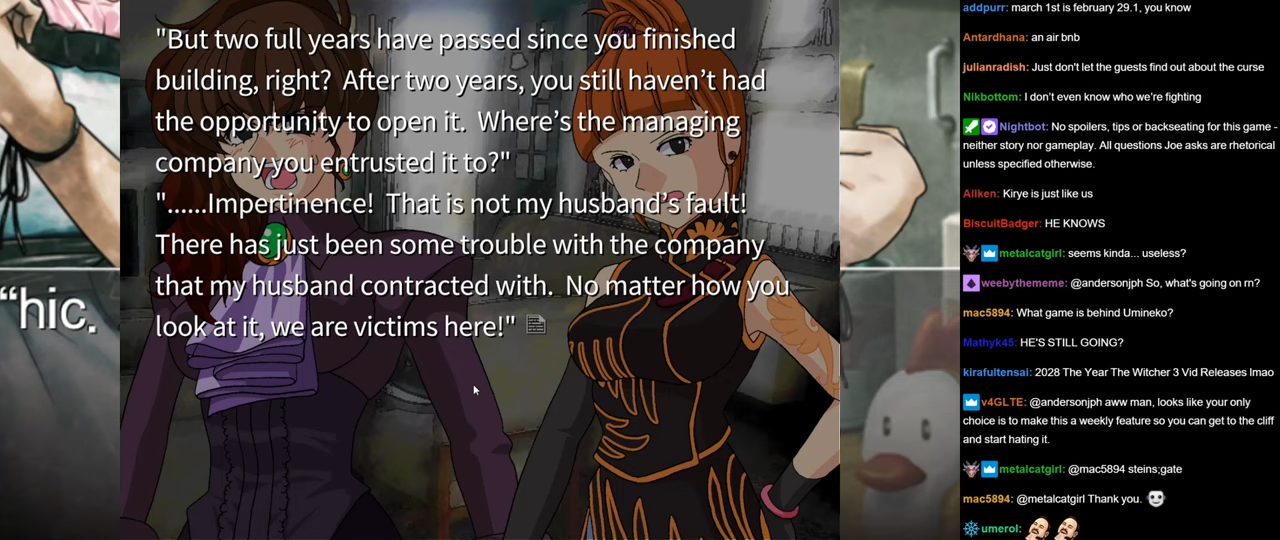 "But two full years have passed since you finished
building, right?  After two years, you still haven't had
the opportunity to open it.  Where's the managing
company you entrusted it to?"
"......Impertinence!  That is not my husband's fault!
There has just been some trouble with the company
that my husband contracted with.  No matter how you
look at it, we are victims here!"
“hic.
addpurr: march 1st is february 29.1, you know
Antardhana: an air bnb
julianradish: Just don't let the guests find out about the curse
Nikbottom: I don't even know who we're fighting
Nightbot: No spoilers, tips or backseating for this game -
neither story nor gameplay. All questions Joe asks are rhetorical
unless specified otherwise.
Allken: Kirye is just like us
BiscuitBadger: HE KNOWS
metalcatgirl: seems kinda... useless?
weebythememe: @andersonjph So, what's going on rn?
mac5894: What game is behind Umineko?
Mathyk45: HE'S STILL GOING?
kirafultensai: 2028 The Year The Witcher 3 Vid Releases lmao
v4GLTE: @andersonjph aww man, looks like your only
choice is to make this a weekly feature so you can get to the cliff
and start hating it.
metalcatgirl: @mac5894 steins;gate
mac5894: @metalcatgirl Thank you.
umerol: